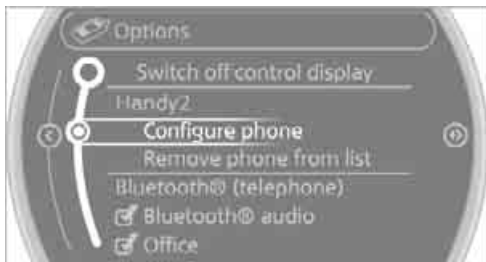 Options
Switch off control display
Handy2
Configure phone
Remove phone from list
Bluetooth® (telephone)
Bluetooth® audio
Office